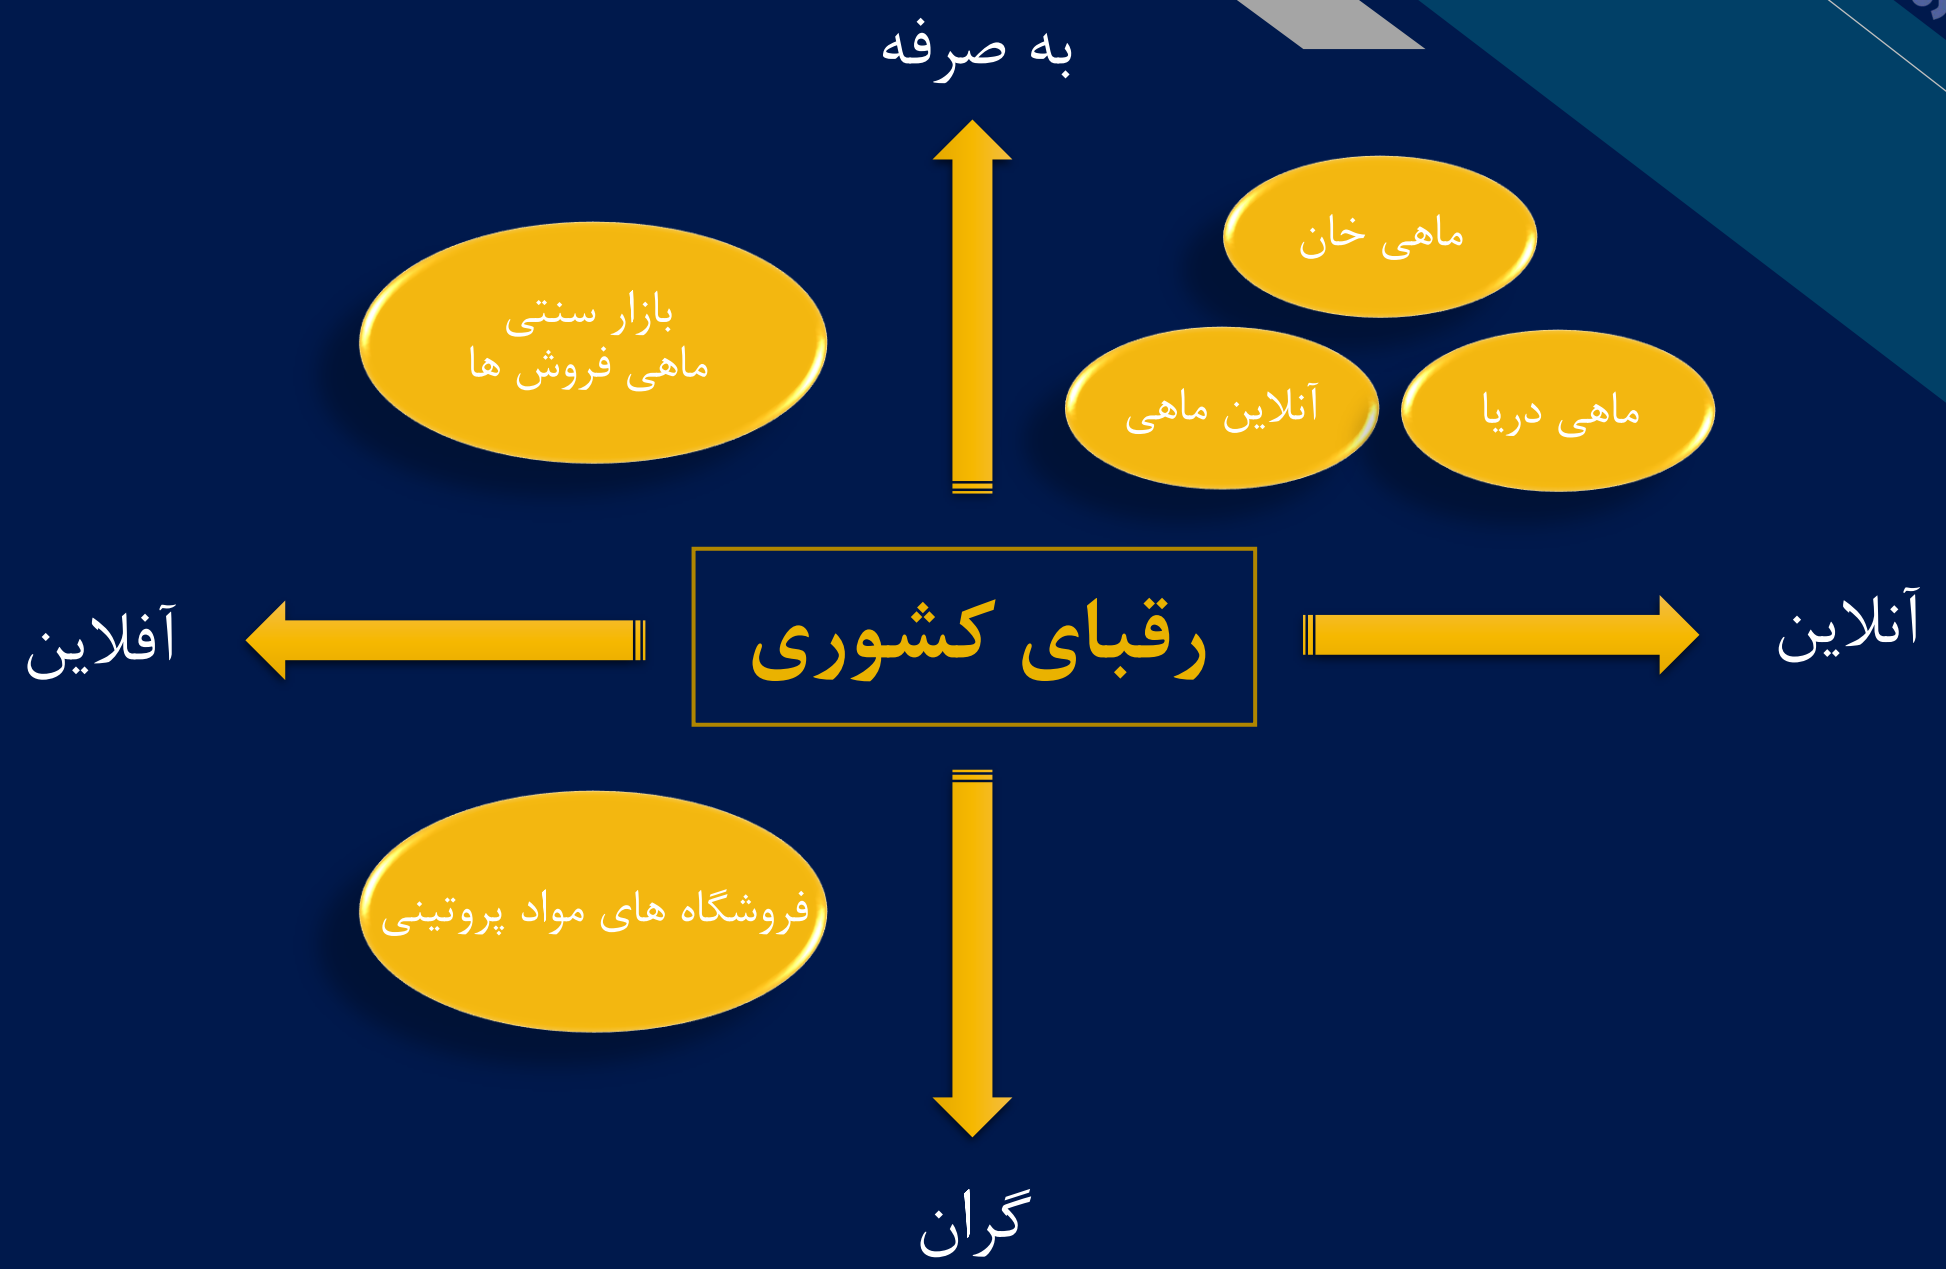 به صرفه
ماهی خان
آنلاین ماهی
ماهی دریا
بازار سنتی
ماهی فروش ها
آنلاین
رقبای کشوری
آفلاین
فروشگاه های مواد پروتینی
گران